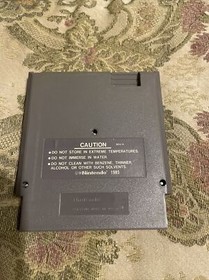 CAUTION
●DO NOT STORE IN EXTREME TEMPERATURES.
●DO NOT IMMERSE IN WATER.
●DO NOT CLEAN WITH BENZENE, THINNER,
ALCOHOL OR OTHER SUCH SOLVENTS.
©Nintendo 1985
Nintendo